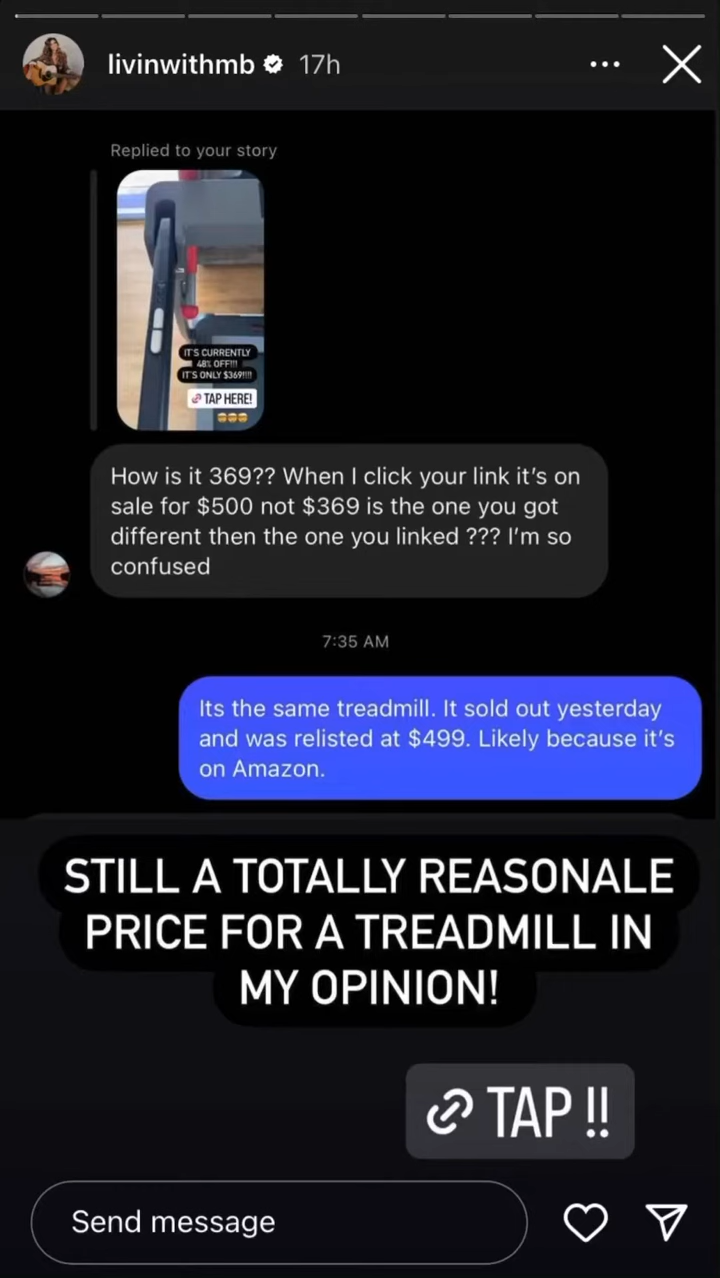 livinwithmb 17h
Replied to your story
IT'S CURRENTLY
48% OFF!!!
IT'S ONLY $369!!!!
TAP HERE!
How is it 369?? When I click your link it's on
sale for $500 not $369 is the one you got
different then the one you linked ??? I'm so
confused
7:35 AM
Its the same treadmill. It sold out yesterday
and was relisted at $499. Likely because it's
on Amazon.
STILL A TOTALLY REASONALE
PRICE FOR A TREADMILL IN
MY OPINION!
TAP !!
Send message